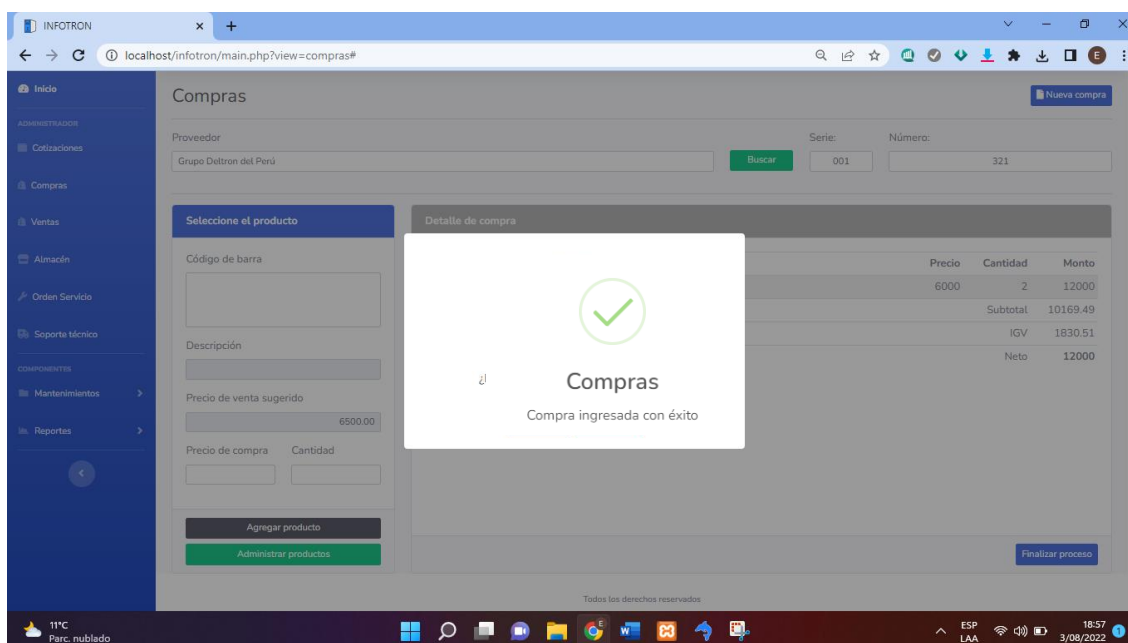 INFOTRON
localhost/infotron/main.php?view=compras#
E
Inicio
ADMINISTRADOR
Cotizaciones
Compras
Ventas
Almacén
Orden Servicio
Soporte técnico
COMPONENTES
Mantenimientos
Reportes
Compras
Nueva compra
Proveedor
Serie:
Número:
Grupo Deltron del Perú
Buscar
001
321
Seleccione el producto
Código de barra
Descripción
Precio de venta sugerido
6500.00
Precio de compra Cantidad
Agregar producto
Administrar productos
Detalle de compra
Precio Cantidad Monto
6000 2 12000
Subtotal 10169.49
IGV 1830.51
Neto 12000
¿!
Compras
Compra ingresada con éxito
Finalizar proceso
Todos los derechos reservados
11°C
Parc. nublado
ESP
LAA
18:57
3/08/2022
1